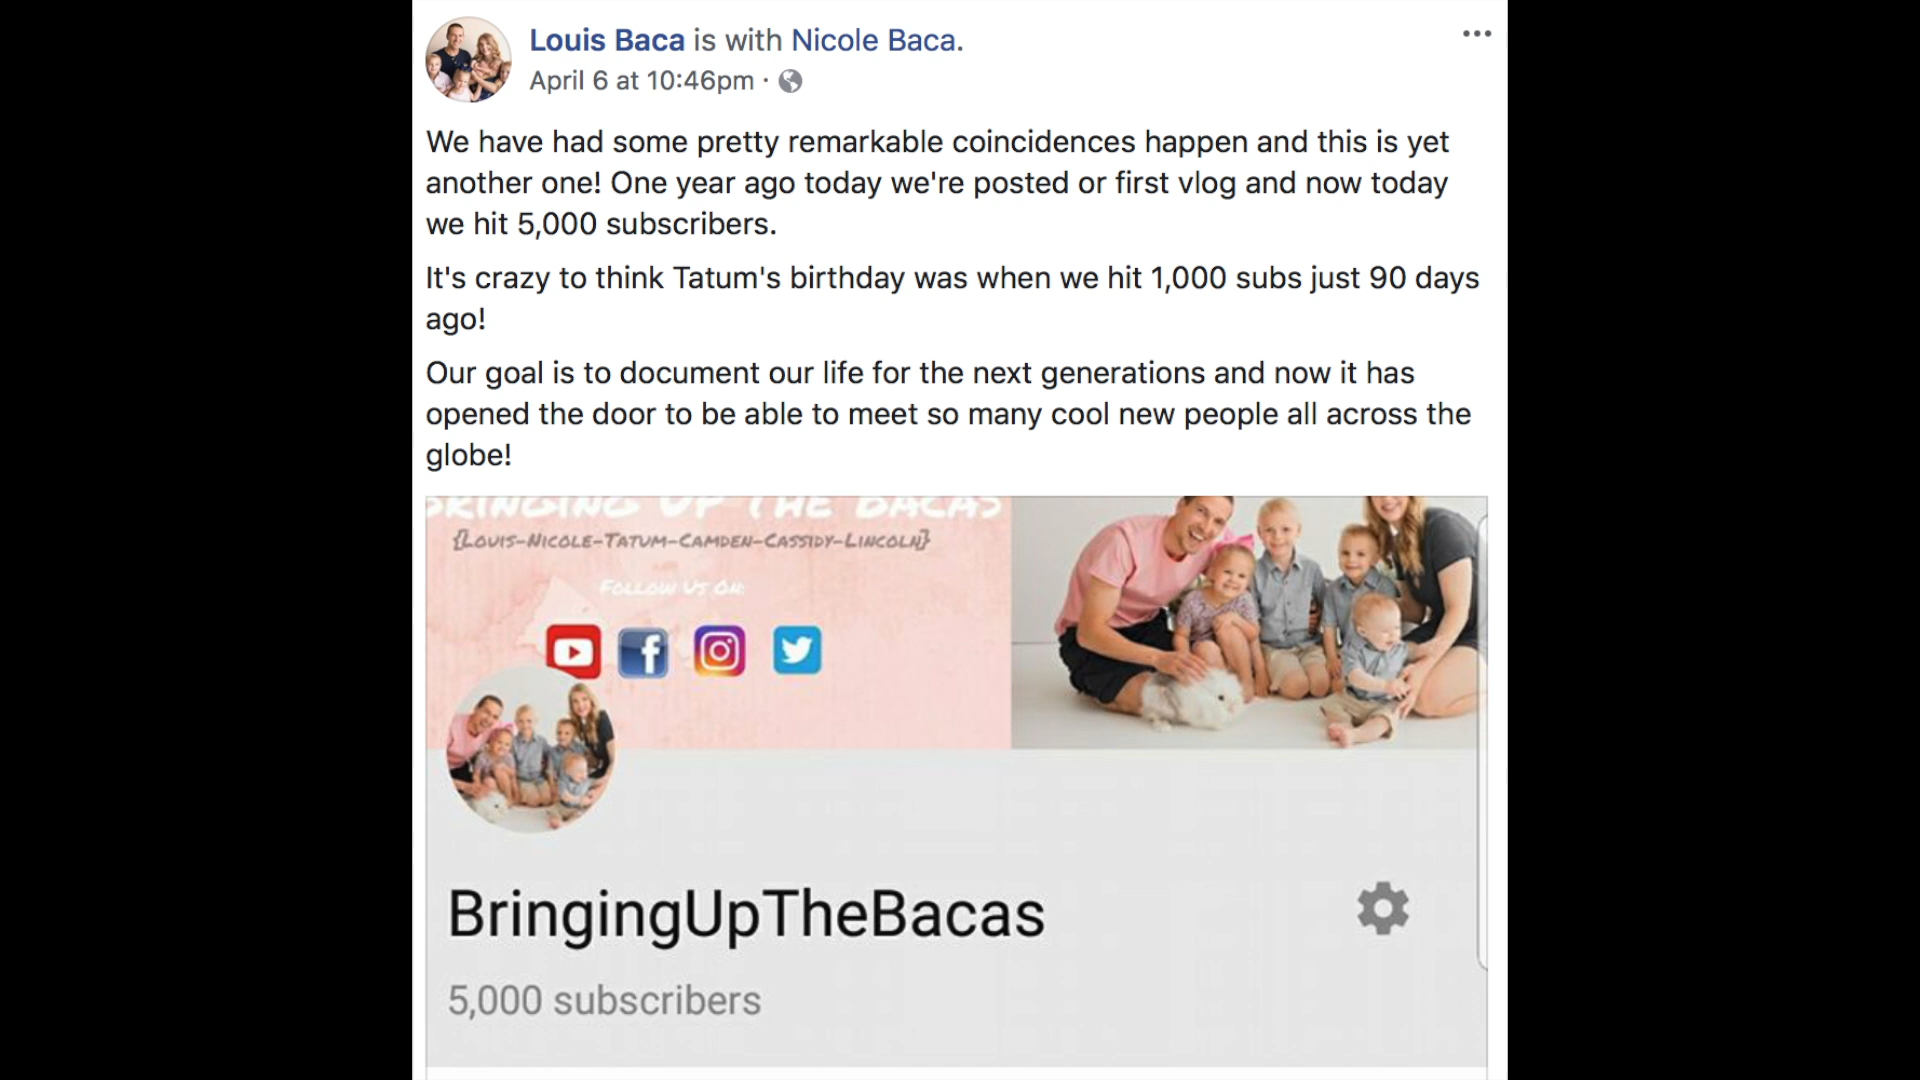 Louis Baca is with Nicole Baca.
April 6 at 10:46pm ·
We have had some pretty remarkable coincidences happen and this is yet
another one! One year ago today we're posted or first vlog and now today
we hit 5,000 subscribers.
It's crazy to think Tatum's birthday was when we hit 1,000 subs just 90 days
ago!
Our goal is to document our life for the next generations and now it has
opened the door to be able to meet so many cool new people all across the
globe!
BRINGING UP THE BACAS
{LOUIS-NICOLE-TATUM-CAMDEN-CASSIDY-LINCOLN}
FOLLOW US ON:
BringingUpTheBacas
5,000 subscribers